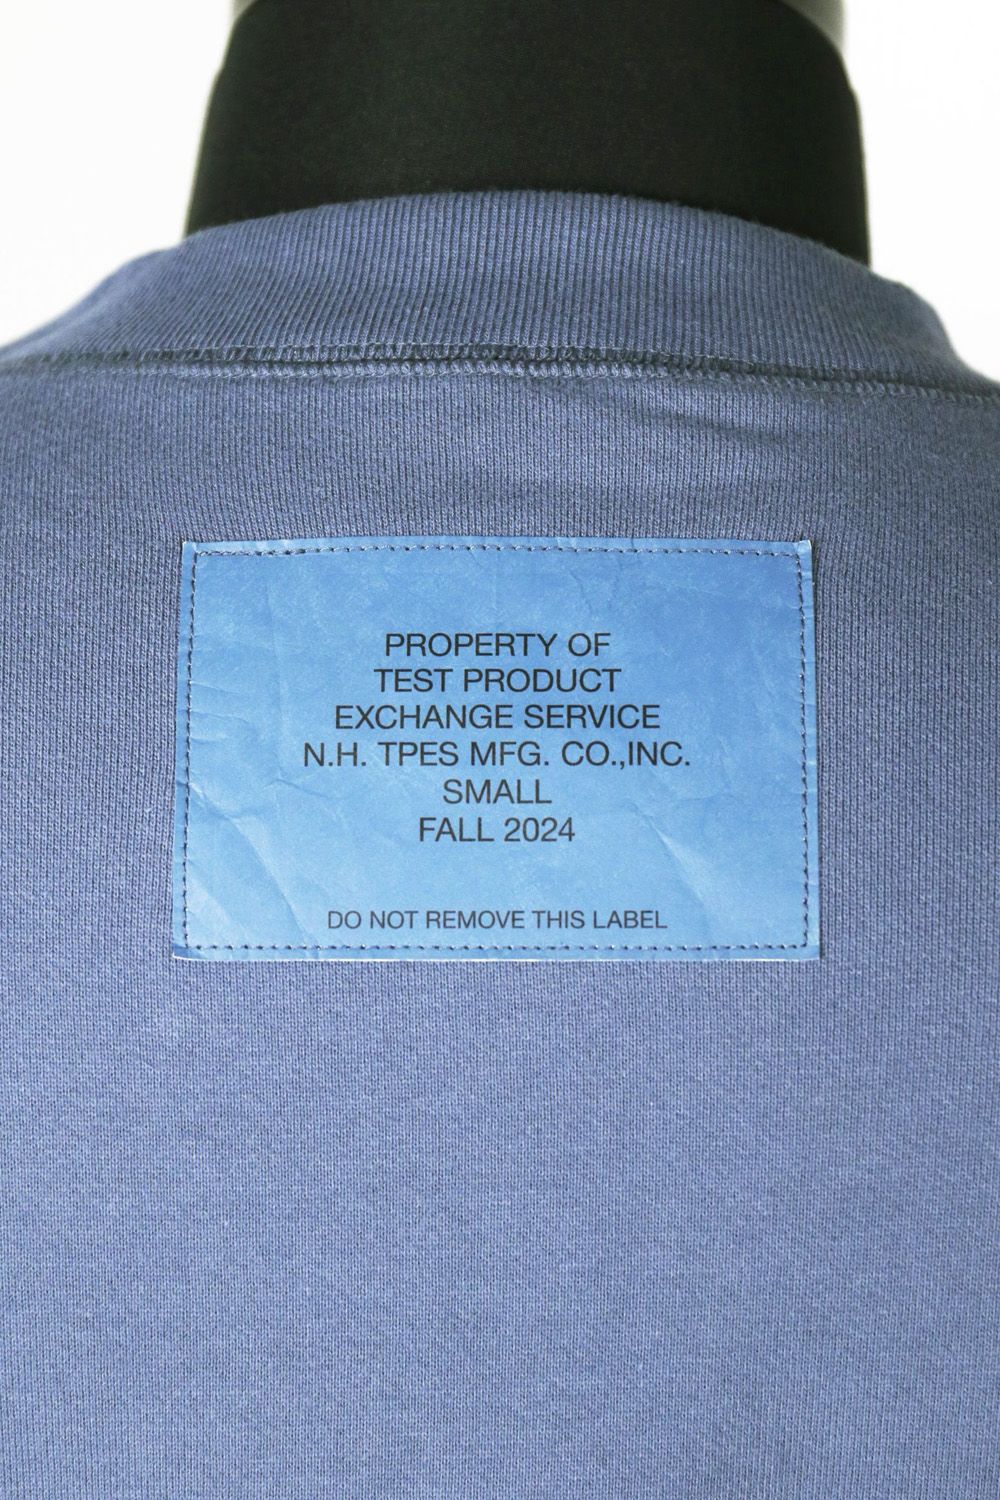 PROPERTY OF
TEST PRODUCT
EXCHANGE SERVICE
N.H. TPES MFG. CO.,INC.
SMALL
FALL 2024
DO NOT REMOVE THIS LABEL